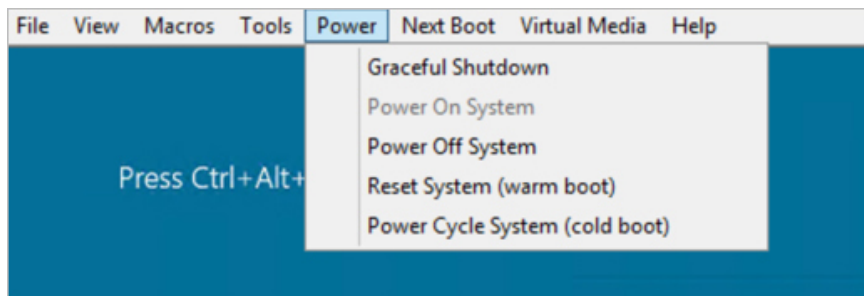 File View Macros Tools Power Next Boot Virtual Media Help
Graceful Shutdown
Power On System
Power Off System
Press Ctrl+Alt+
Reset System (warm boot)
Power Cycle System (cold boot)